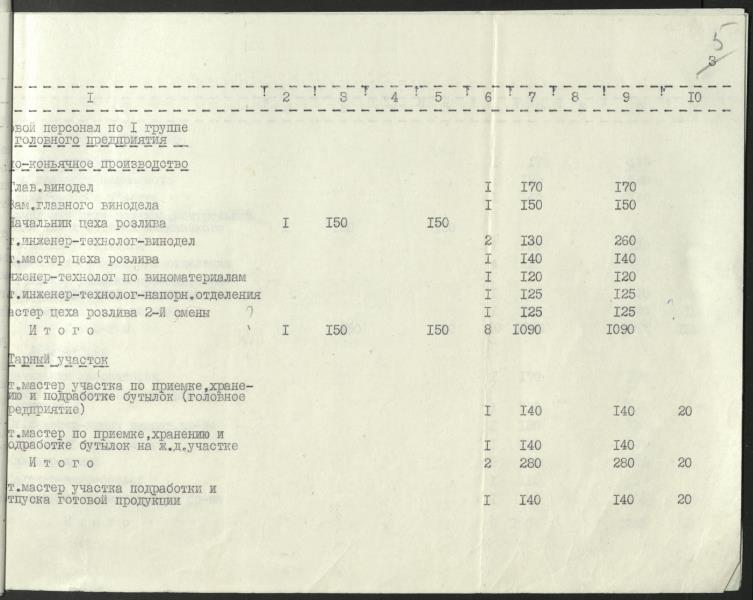 5
3
I ! 2 ! 3 ! 4 ! 5 ! 6 ! 7 ! 8 ! 9 ! I0
овой персонал по I группе
головного предприятия
но-коньячное производство
Глав.винодел I I70 I70
Зам.главного винодела I I50 I50
Начальник цеха розлива I I50 I50
т.инженер-технолог-винодел 2 I30 260
т.мастер цеха розлива I I40 I40
нженер-технолог по виноматериалам I I20 I20
т.инженер-технолог-напорн.отделения I I25 I25
астер цеха розлива 2-й смены I I25 I25
И т о г о I I50 I50 8 I090 I090
Тарный участок
т.мастер участка по приемке,хране-
ию и подработке бутылок (головное
редприятие) I I40 I40 20
т.мастер по приемке,хранению и
одработке бутылок на ж.д.участке I I40 I40
И т о г о 2 280 280 20
т.мастер участка подработки и
тпуска готовой продукции I I40 I40 20